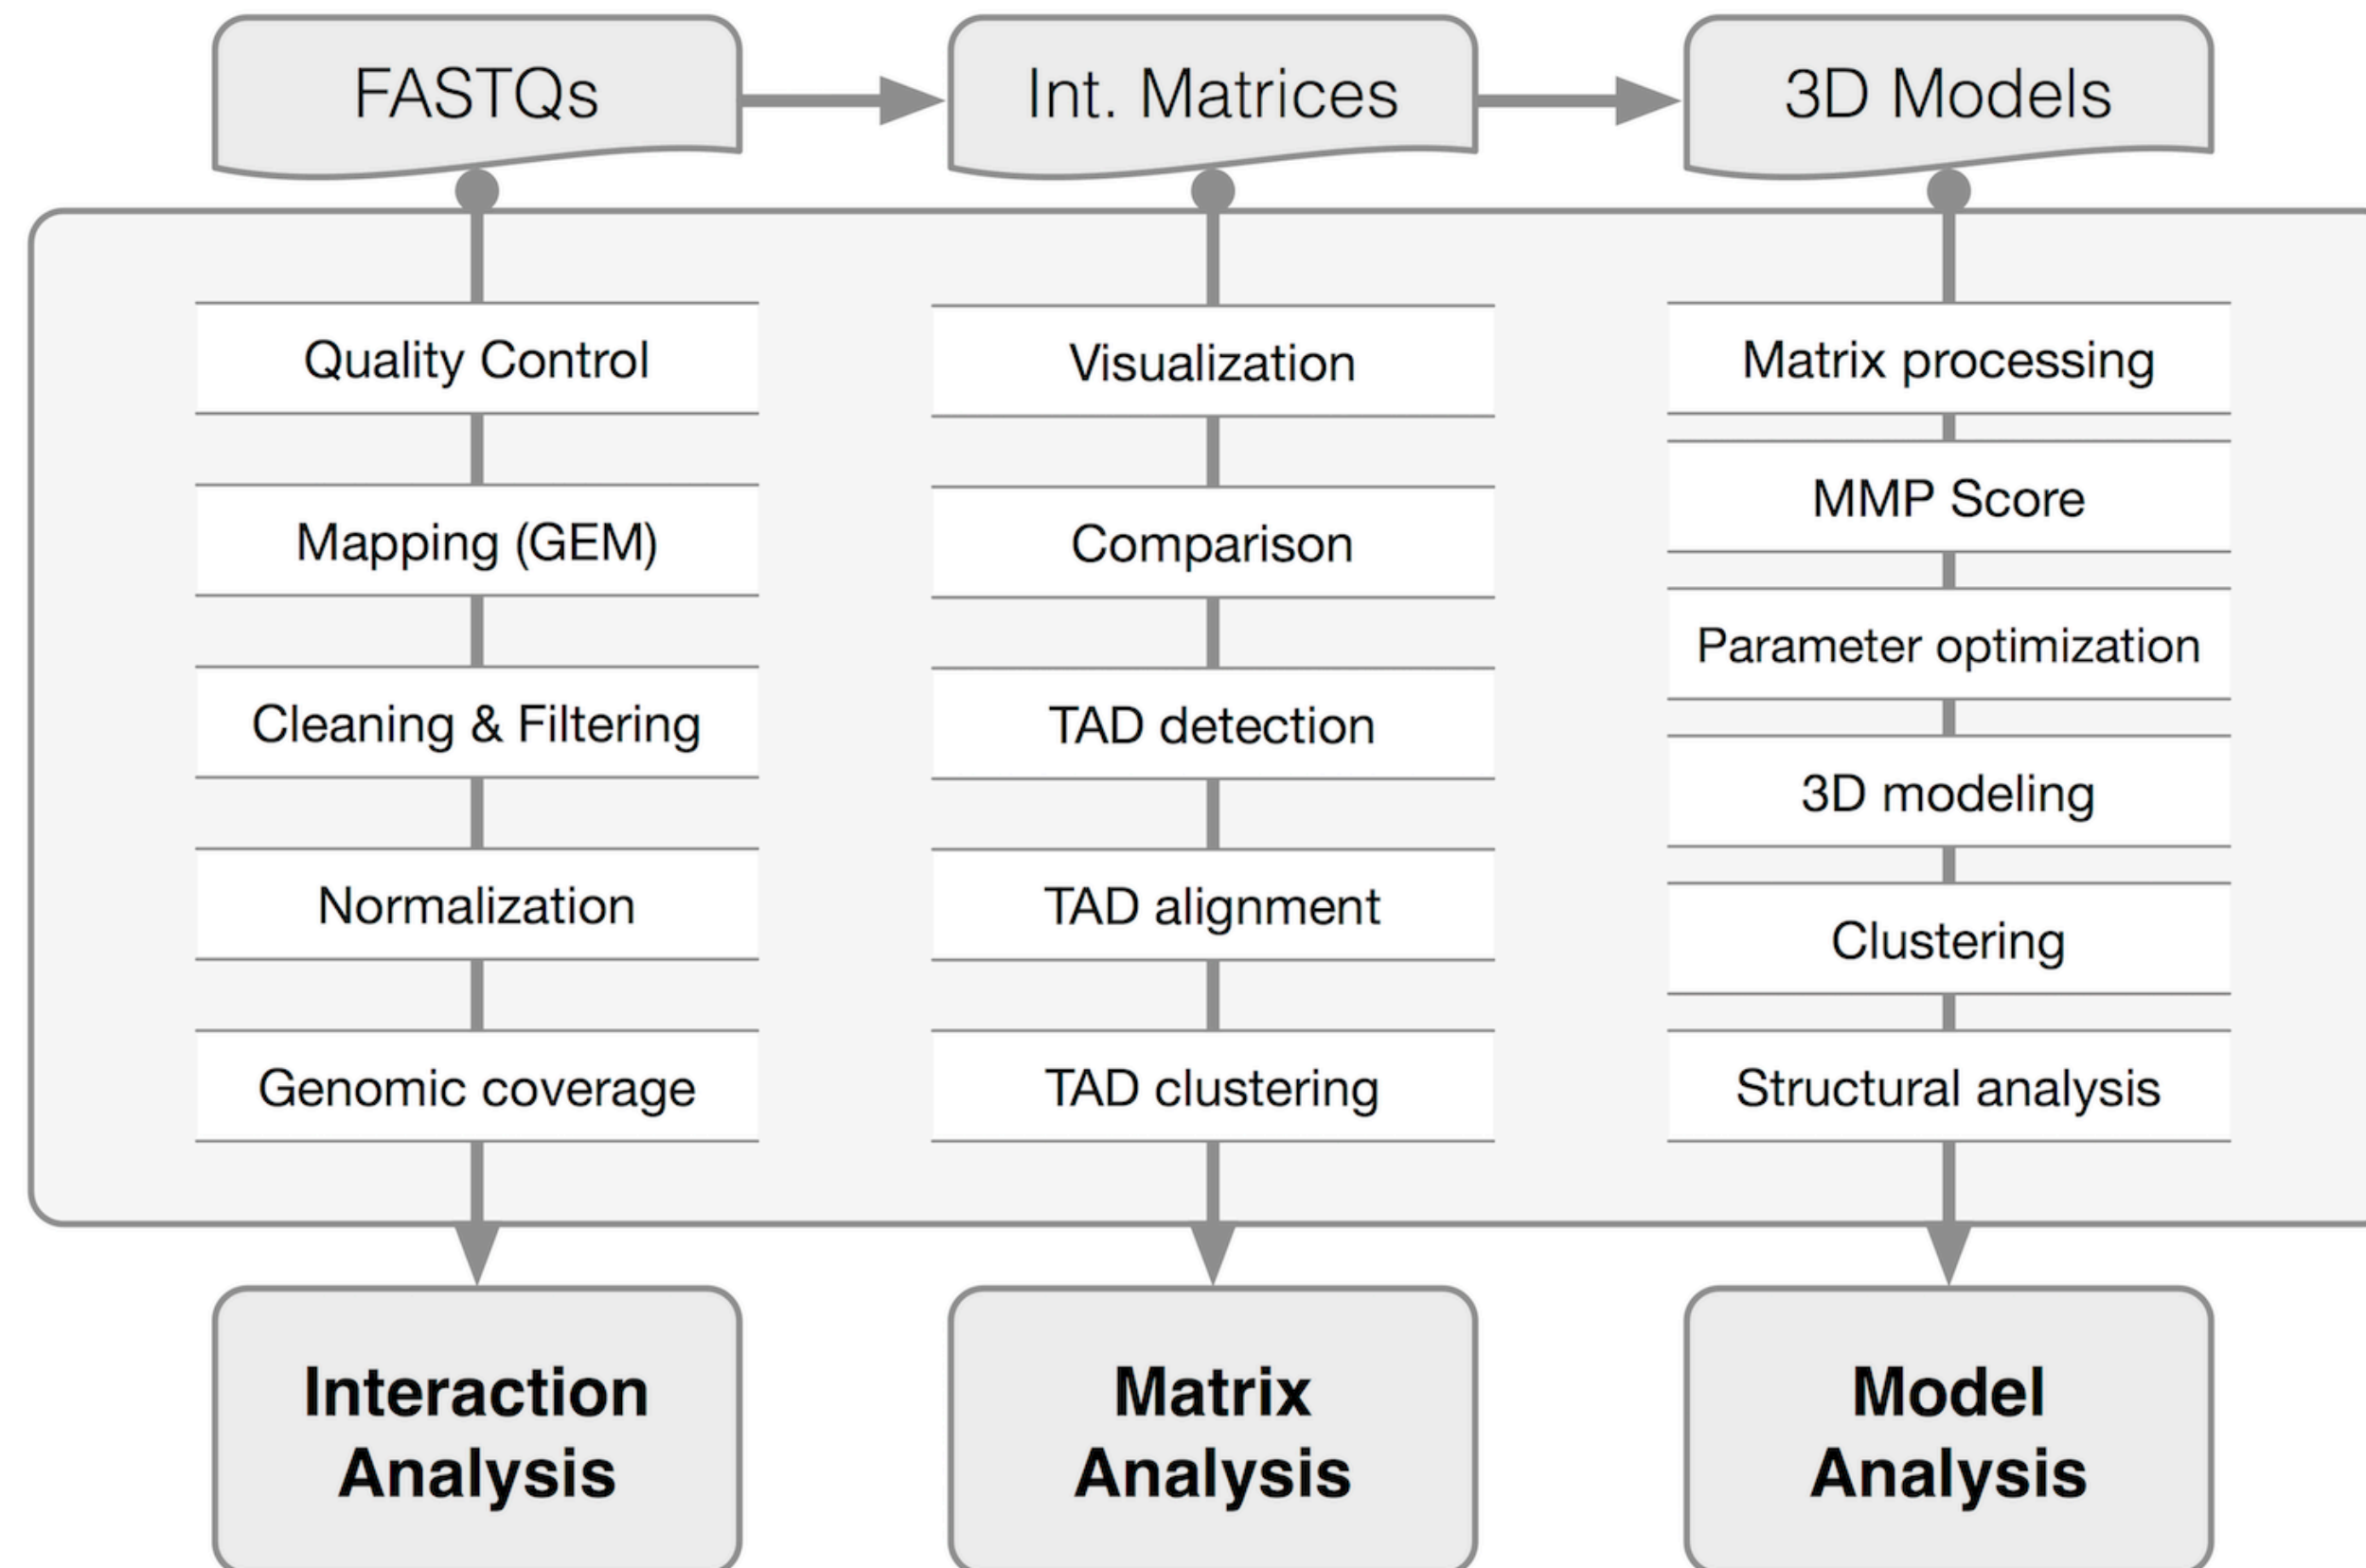 FASTQs
Int. Matrices
3D Models
Quality Control
Mapping (GEM)
Cleaning & Filtering
Normalization
Genomic coverage
Visualization
Comparison
TAD detection
TAD alignment
TAD clustering
Matrix processing
MMP Score
Parameter optimization
3D modeling
Clustering
Structural analysis
Interaction
Analysis
Matrix
Analysis
Model
Analysis